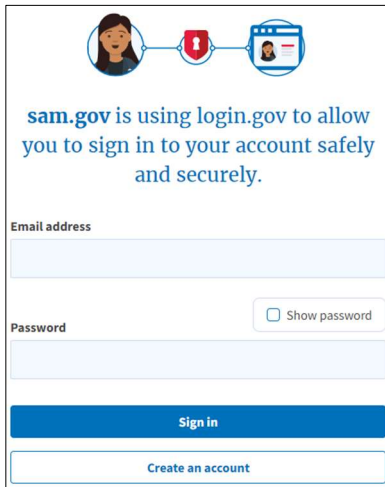 sam.gov is using login.gov to allow
you to sign in to your account safely
and securely.
Email address
Show password
Password
Sign in
Create an account